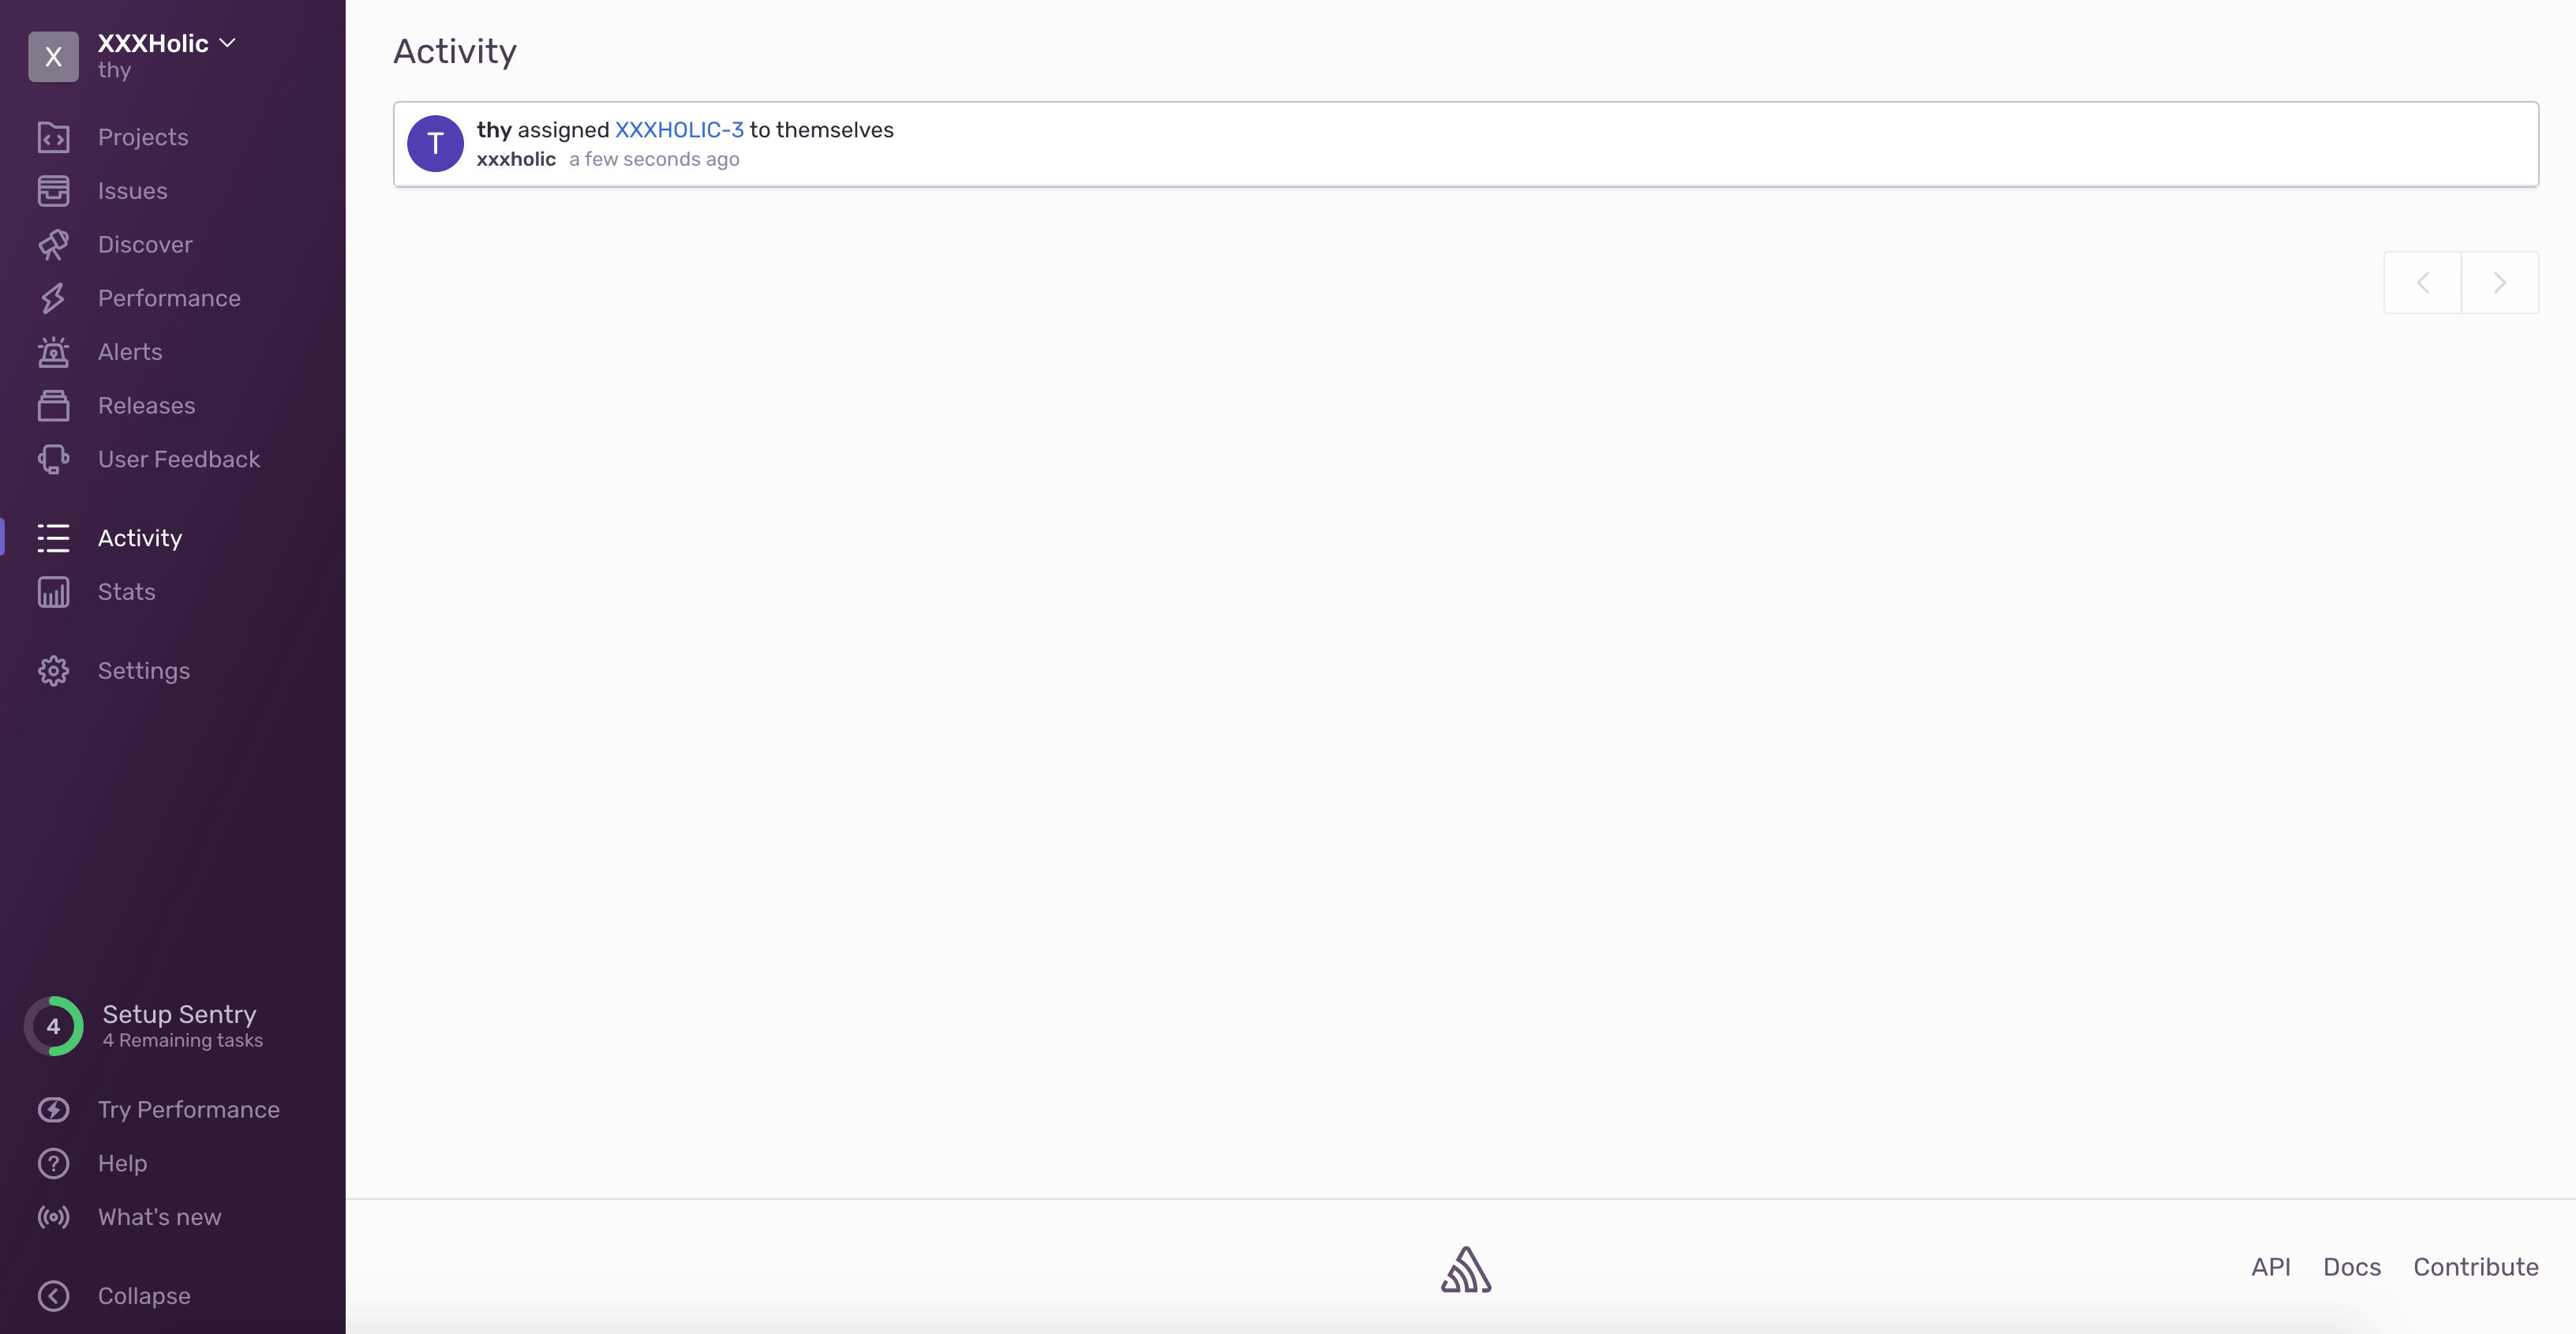 X
XXXHolic
thy
Projects
Issues
Discover
Performance
Alerts
Releases
User Feedback
Activity
Stats
Settings
4
Setup Sentry
4 Remaining tasks
Try Performance
Help
What's new
Collapse
Activity
T
thy assigned XXXHOLIC-3 to themselves
xxxholic a few seconds ago
API Docs Contribute